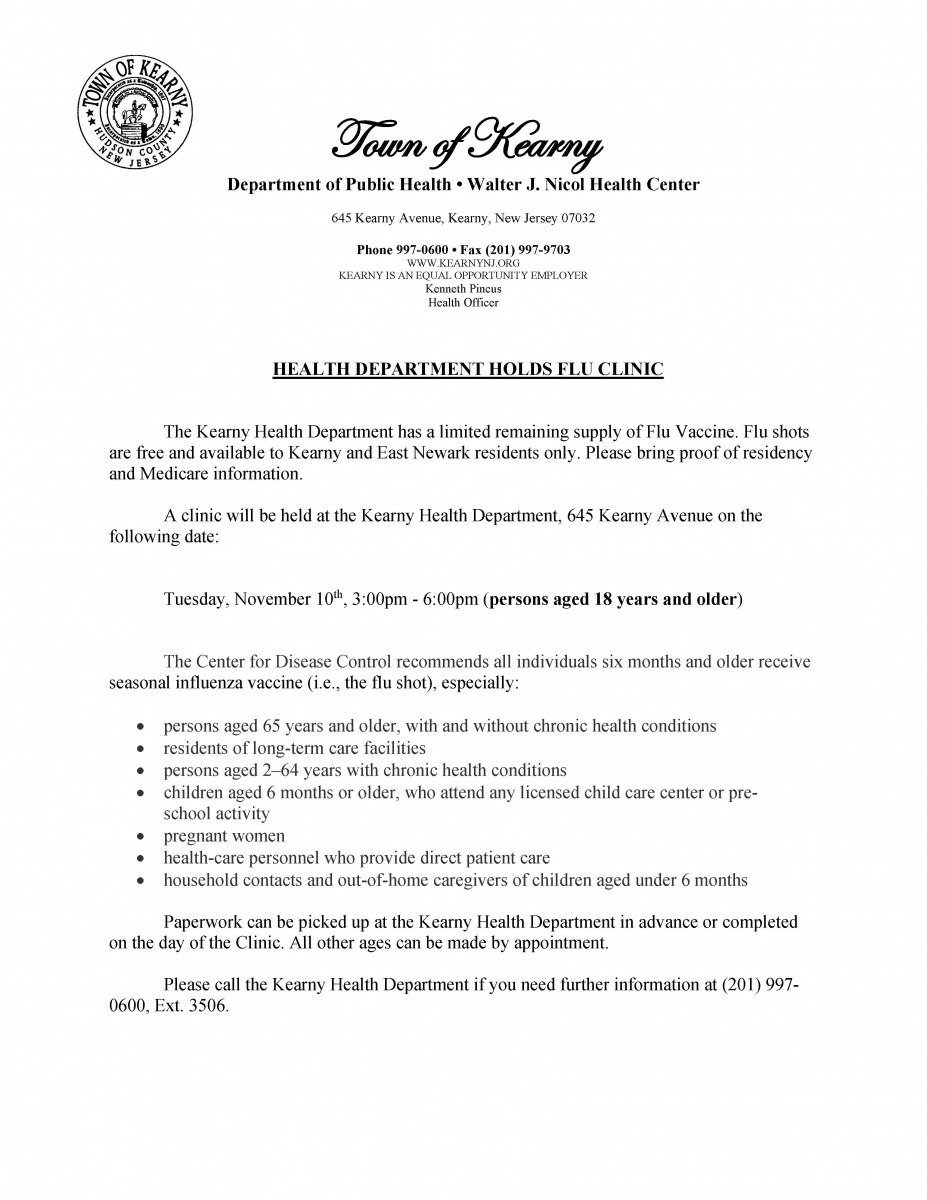 TOWN OF KEARNY
HUDSON COUNTY
NEW JERSEY
Town of Kearny
Department of Public Health • Walter J. Nicol Health Center
645 Kearny Avenue, Kearny, New Jersey 07032
Phone 997-0600 • Fax (201) 997-9703
WWW.KEARNYNJ.ORG
KEARNY IS AN EQUAL OPPORTUNITY EMPLOYER
Kenneth Pincus
Health Officer
HEALTH DEPARTMENT HOLDS FLU CLINIC
The Kearny Health Department has a limited remaining supply of Flu Vaccine. Flu shots
are free and available to Kearny and East Newark residents only. Please bring proof of residency
and Medicare information.
A clinic will be held at the Kearny Health Department, 645 Kearny Avenue on the
following date:
Tuesday, November 10th, 3:00pm - 6:00pm (persons aged 18 years and older)
The Center for Disease Control recommends all individuals six months and older receive
seasonal influenza vaccine (i.e., the flu shot), especially:
• persons aged 65 years and older, with and without chronic health conditions
• residents of long-term care facilities
• persons aged 2–64 years with chronic health conditions
• children aged 6 months or older, who attend any licensed child care center or pre-
school activity
• pregnant women
• health-care personnel who provide direct patient care
• household contacts and out-of-home caregivers of children aged under 6 months
Paperwork can be picked up at the Kearny Health Department in advance or completed
on the day of the Clinic. All other ages can be made by appointment.
Please call the Kearny Health Department if you need further information at (201) 997-
0600, Ext. 3506.